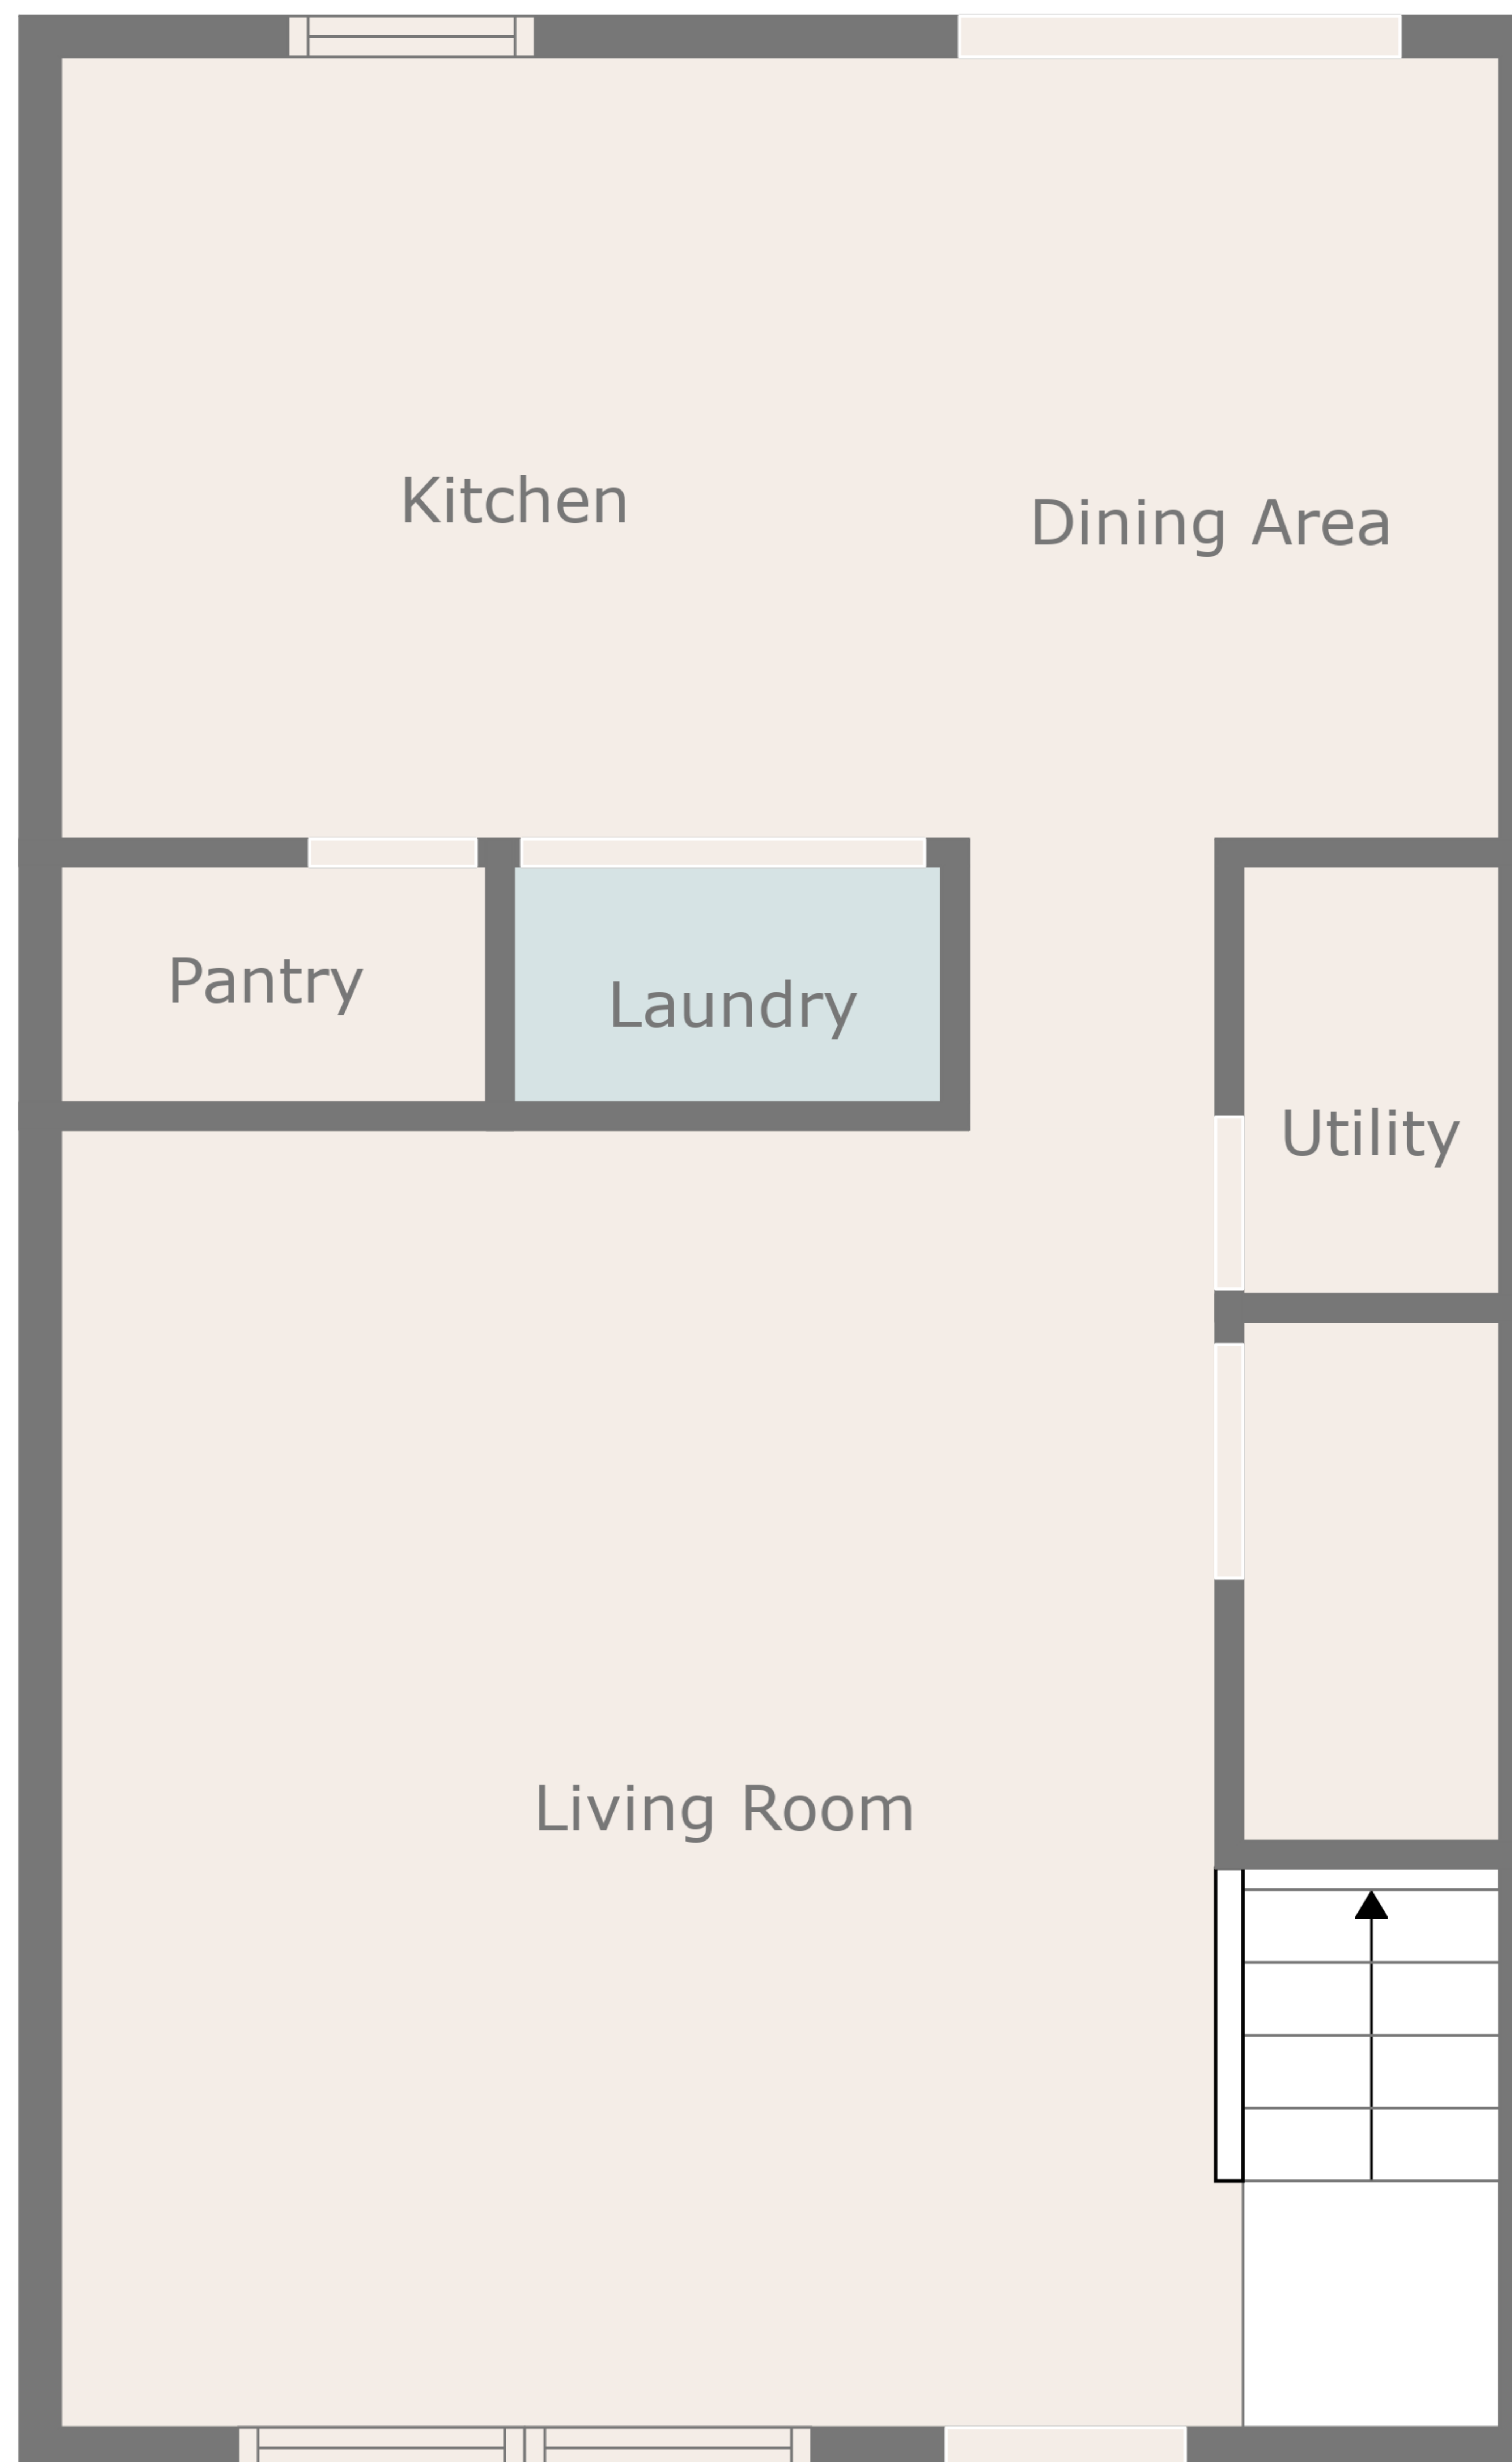 Kitchen
Dining Area
Pantry
Laundry
Utility
Living Room